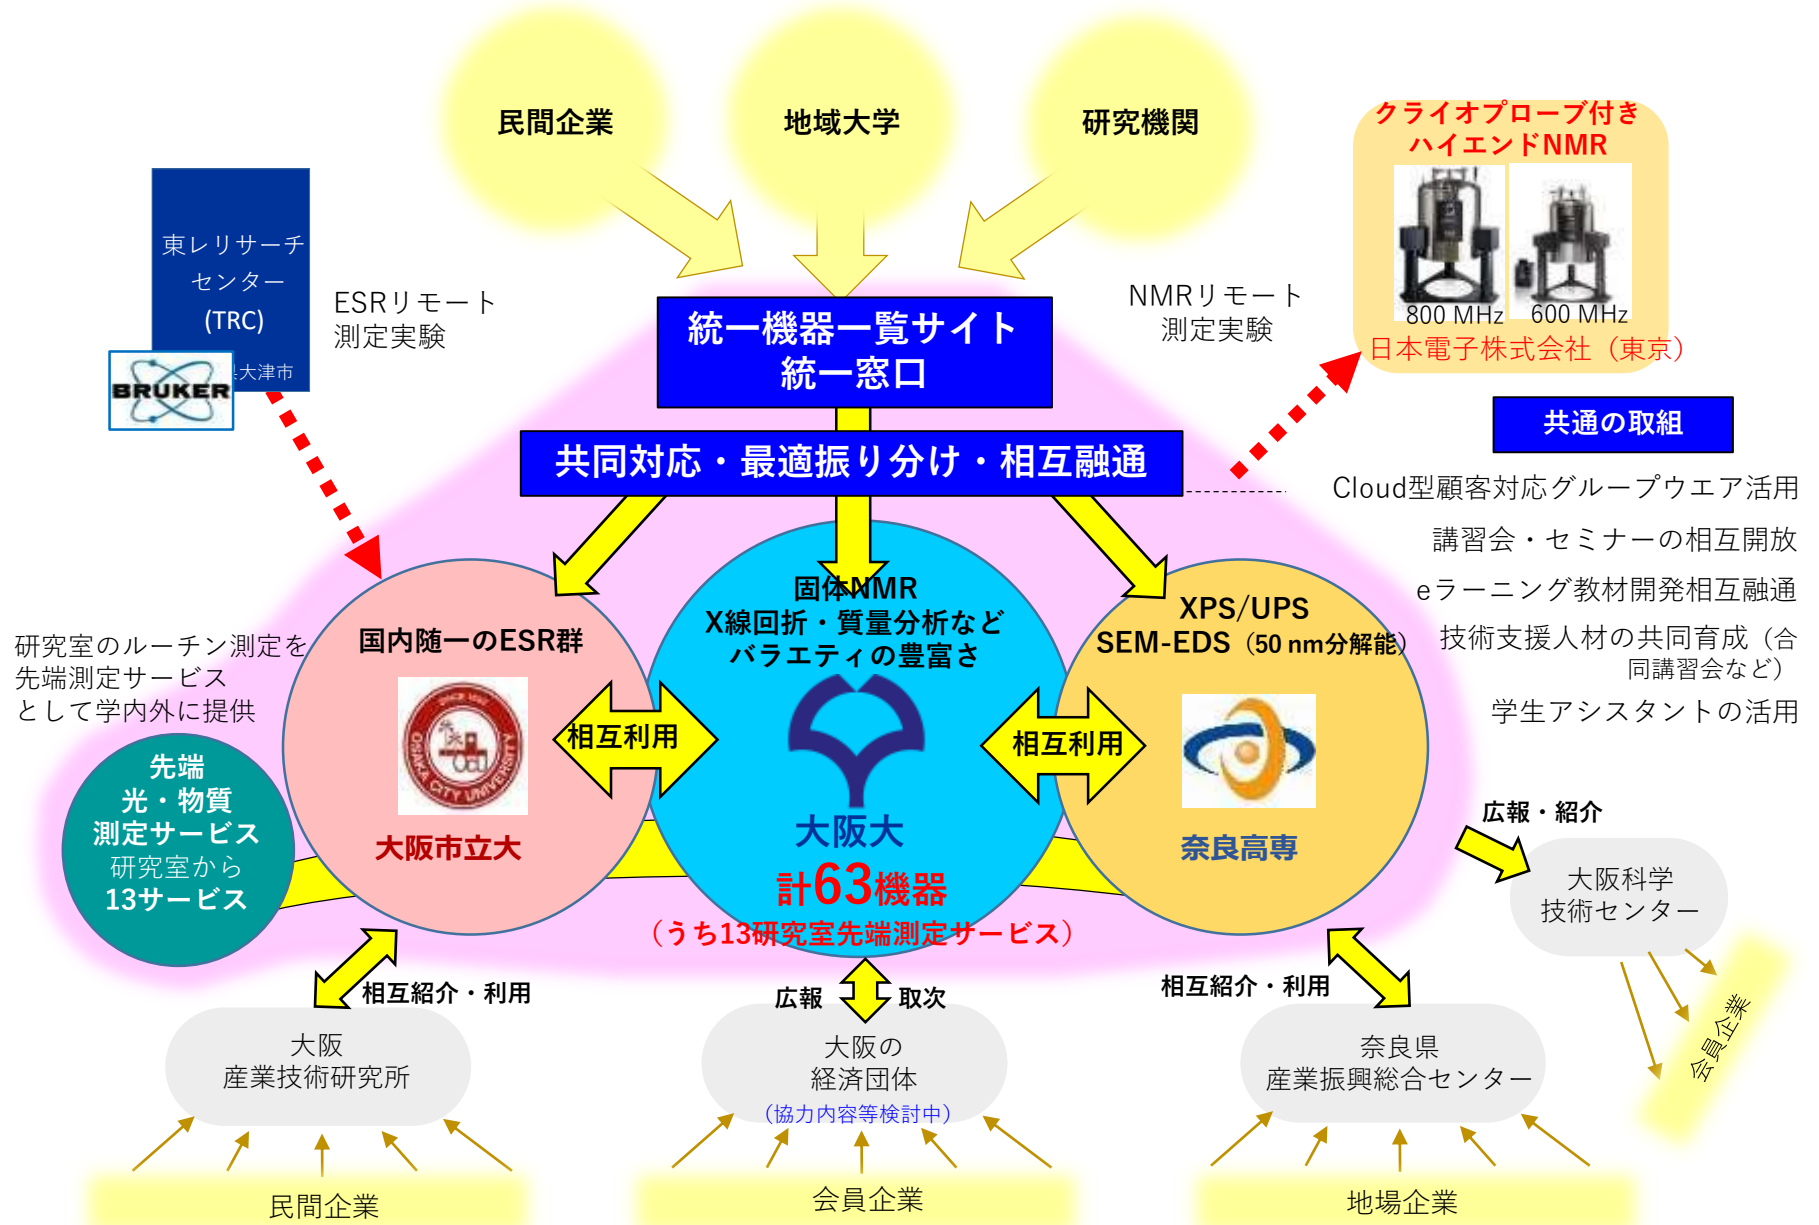 民間企業
地域大学
研究機関
クライオプローブ付き
ハイエンドNMR
800 MHz
600 MHz
日本電子株式会社（東京）
東レリサーチ
センター
(TRC)
大津市
BRUKER
ESRリモート
測定実験
NMRリモート
測定実験
統一機器一覧サイト
統一窓口
共同対応・最適振り分け・相互融通
共通の取組
Cloud型顧客対応グループウエア活用
講習会・セミナーの相互開放
eラーニング教材開発相互融通
技術支援人材の共同育成（合
同講習会など）
学生アシスタントの活用
研究室のルーチン測定を
先端測定サービス
として学内外に提供
先端
光・物質
測定サービス
研究室から
13サービス
国内随一のESR群
OSAKA CITY UNIVERSITY
大阪市立大
相互利用
固体NMR
X線回折・質量分析など
バラエティの豊富さ
大阪大
計63機器
（うち13研究室先端測定サービス）
相互利用
XPS/UPS
SEM-EDS（50 nm分解能）
奈良高専
広報・紹介
大阪科学
技術センター
会員企業
相互紹介・利用
大阪
産業技術研究所
民間企業
広報
取次
大阪の
経済団体
（協力内容等検討中）
会員企業
相互紹介・利用
奈良県
産業振興総合センター
地場企業